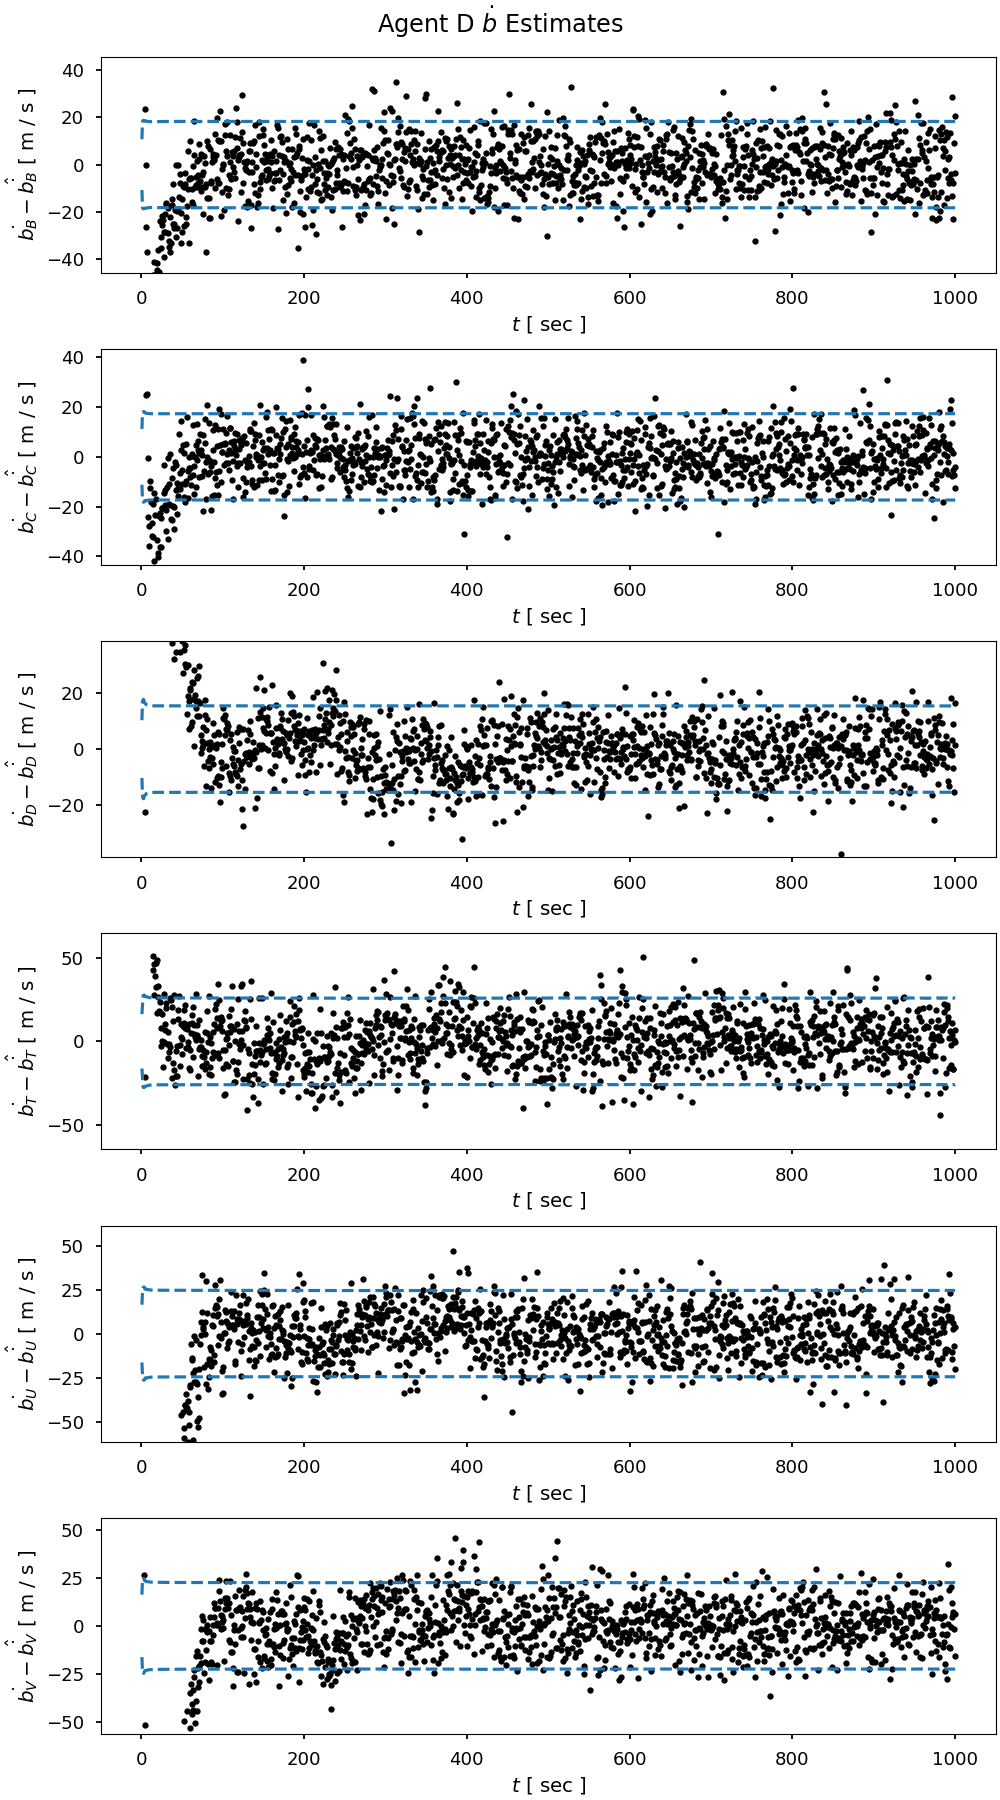 Agent D ḃ Estimates
40
20
0
−20
−40
ḃ_B − ḃ̂_B [ m / s ]
0 200 400 600 800 1000
t [ sec ]
40
20
0
−20
−40
ḃ_C − ḃ̂_C [ m / s ]
0 200 400 600 800 1000
t [ sec ]
20
0
−20
ḃ_D − ḃ̂_D [ m / s ]
0 200 400 600 800 1000
t [ sec ]
50
0
−50
ḃ_T − ḃ̂_T [ m / s ]
0 200 400 600 800 1000
t [ sec ]
50
25
0
−25
−50
ḃ_U − ḃ̂_U [ m / s ]
0 200 400 600 800 1000
t [ sec ]
50
25
0
−25
−50
ḃ_V − ḃ̂_V [ m / s ]
0 200 400 600 800 1000
t [ sec ]